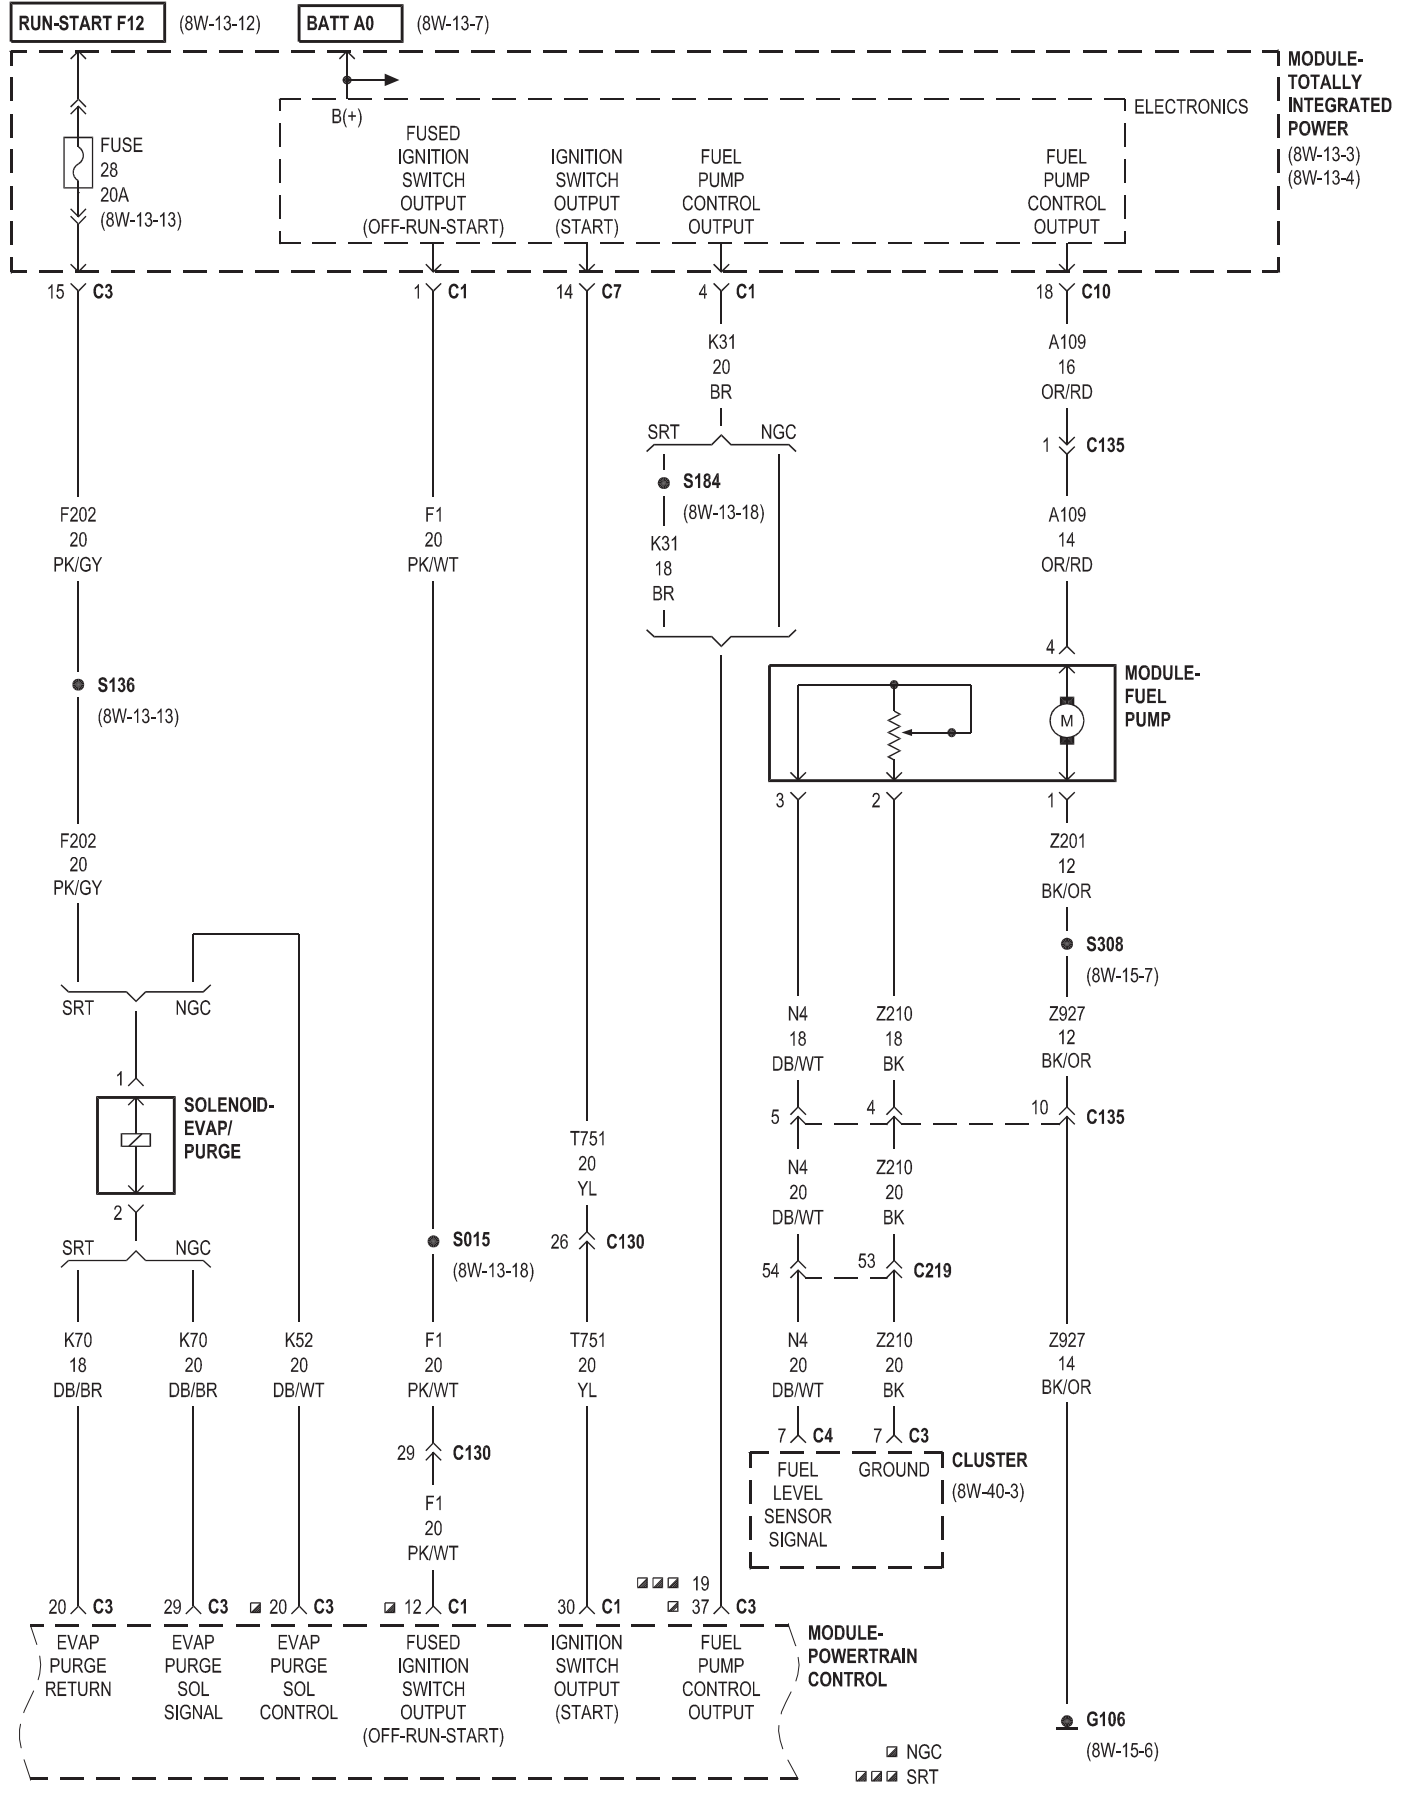 RUN-START F12 (8W-13-12) BATT A0 (8W-13-7)
MODULE-
TOTALLY
INTEGRATED
POWER
(8W-13-3)
(8W-13-4)
ELECTRONICS
B(+)
FUSE
28
20A
(8W-13-13)
FUSED
IGNITION
SWITCH
OUTPUT
(OFF-RUN-START)
IGNITION
SWITCH
OUTPUT
(START)
FUEL
PUMP
CONTROL
OUTPUT
FUEL
PUMP
CONTROL
OUTPUT
15 C3 1 C1 14 C7 4 C1 18 C10
K31
20
BR
A109
16
OR/RD
SRT NGC
1 C135
S184
(8W-13-18)
K31
18
BR
F202
20
PK/GY
F1
20
PK/WT
A109
14
OR/RD
4
S136
(8W-13-13)
MODULE-
FUEL
PUMP
M
3 2 1
F202
20
PK/GY
Z201
12
BK/OR
S308
(8W-15-7)
SRT NGC
N4
18
DB/WT
Z210
18
BK
Z927
12
BK/OR
1
SOLENOID-
EVAP/
PURGE
2
5 4 10 C135
T751
20
YL
N4
20
DB/WT
Z210
20
BK
SRT NGC
S015
(8W-13-18)
26 C130
54 53 C219
K70
18
DB/BR
K70
20
DB/BR
K52
20
DB/WT
F1
20
PK/WT
T751
20
YL
N4
20
DB/WT
Z210
20
BK
Z927
14
BK/OR
29 C130
7 C4 7 C3
CLUSTER
(8W-40-3)
FUEL
LEVEL
SENSOR
SIGNAL
GROUND
F1
20
PK/WT
19
20 C3 29 C3 20 C3 12 C1 30 C1 37 C3
EVAP
PURGE
RETURN
EVAP
PURGE
SOL
SIGNAL
EVAP
PURGE
SOL
CONTROL
FUSED
IGNITION
SWITCH
OUTPUT
(OFF-RUN-START)
IGNITION
SWITCH
OUTPUT
(START)
FUEL
PUMP
CONTROL
OUTPUT
MODULE-
POWERTRAIN
CONTROL
G106
(8W-15-6)
NGC
SRT